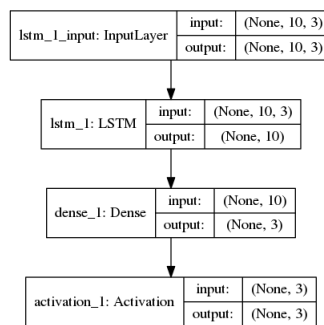 lstm_1_input: InputLayer
input: (None, 10, 3)
output: (None, 10, 3)
lstm_1: LSTM
input: (None, 10, 3)
output: (None, 10)
dense_1: Dense
input: (None, 10)
output: (None, 3)
activation_1: Activation
input: (None, 3)
output: (None, 3)